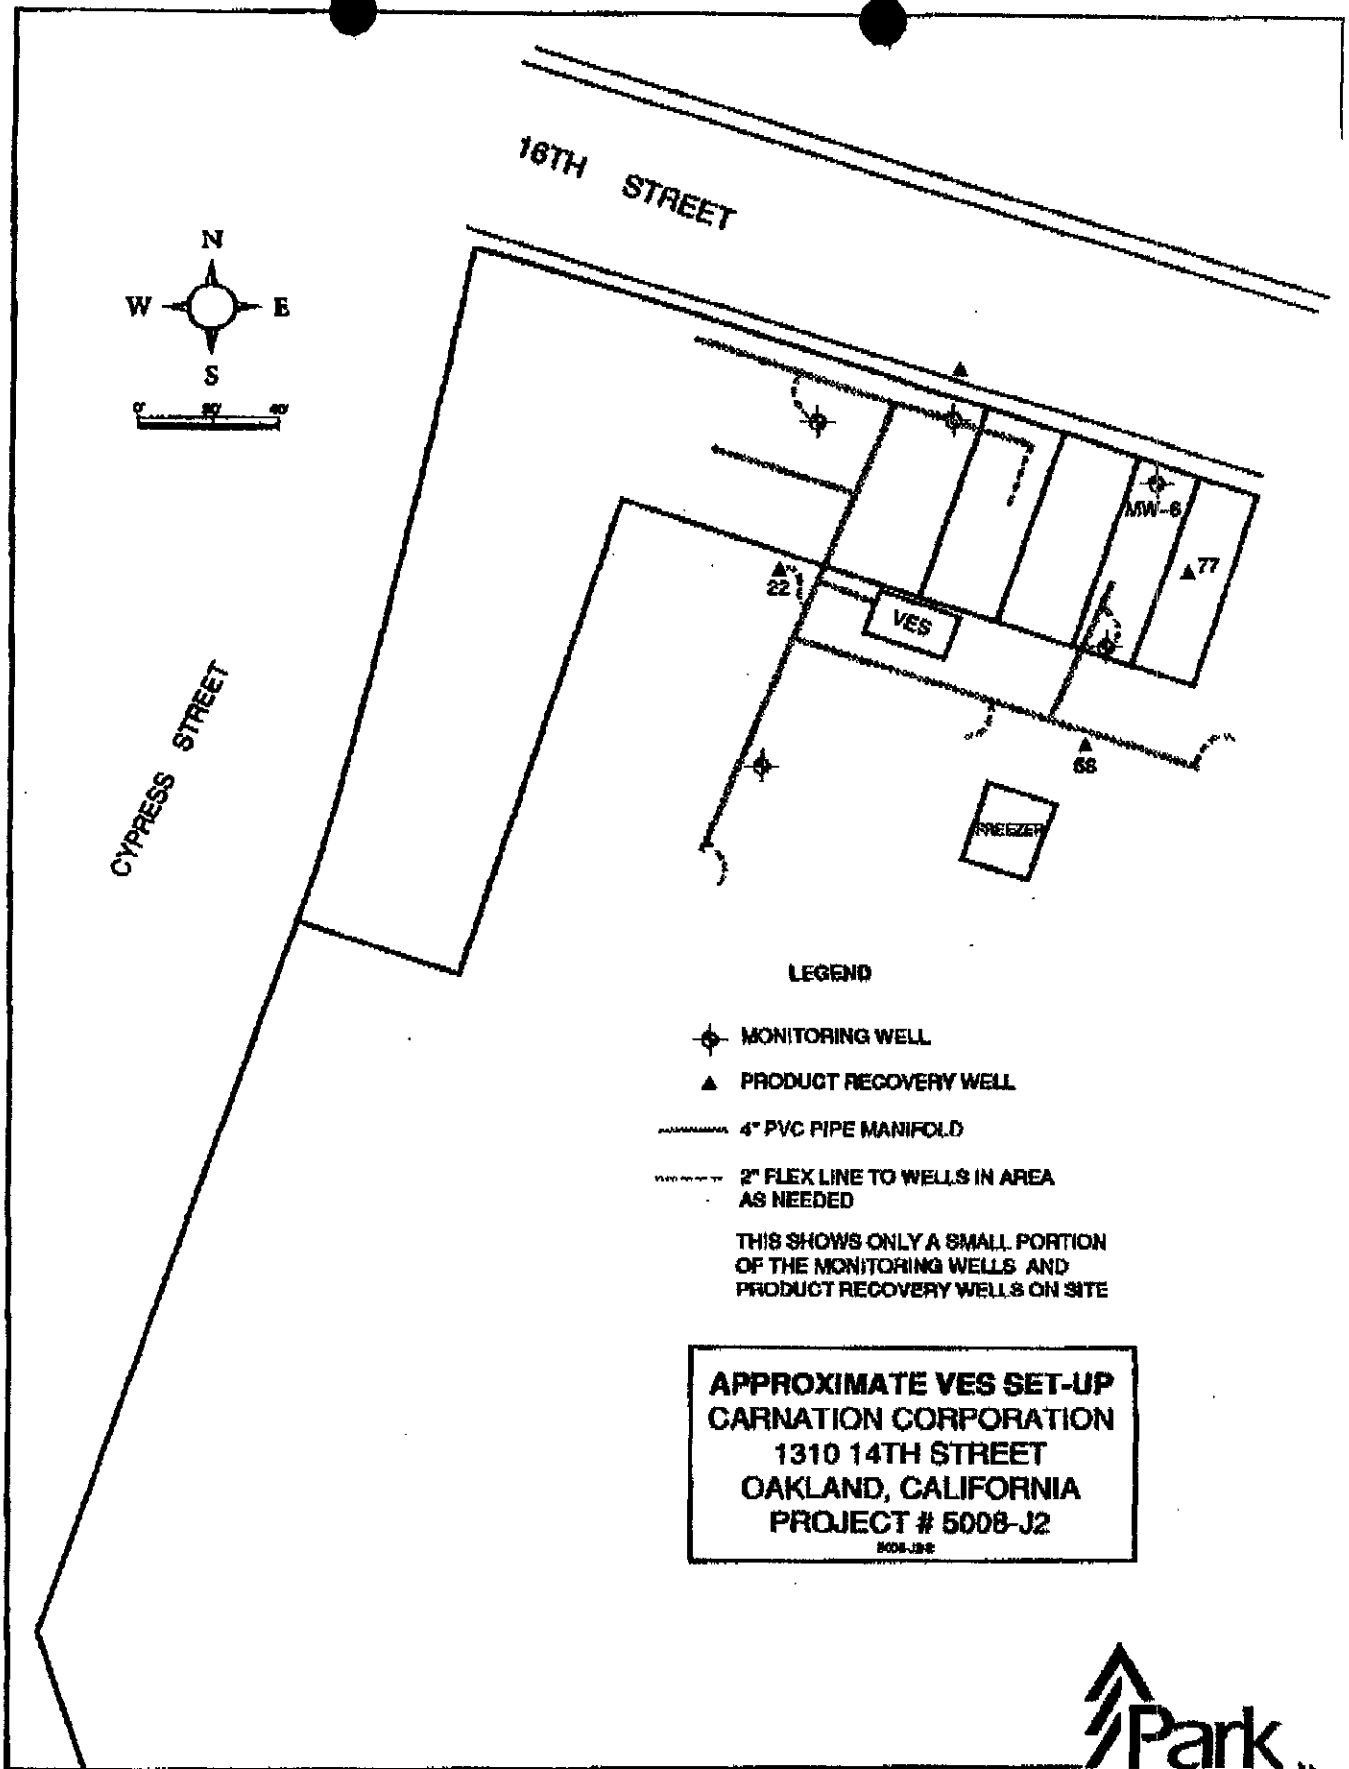 16TH STREET
N
W E
S
0' 20' 40'
MW-6
77
22
VES
CYPRESS STREET
FREEZER
LEGEND
MONITORING WELL
PRODUCT RECOVERY WELL
4" PVC PIPE MANIFOLD
2" FLEX LINE TO WELLS IN AREA
AS NEEDED
THIS SHOWS ONLY A SMALL PORTION
OF THE MONITORING WELLS AND
PRODUCT RECOVERY WELLS ON SITE
APPROXIMATE VES SET-UP
CARNATION CORPORATION
1310 14TH STREET
OAKLAND, CALIFORNIA
PROJECT # 5008-J2
Park